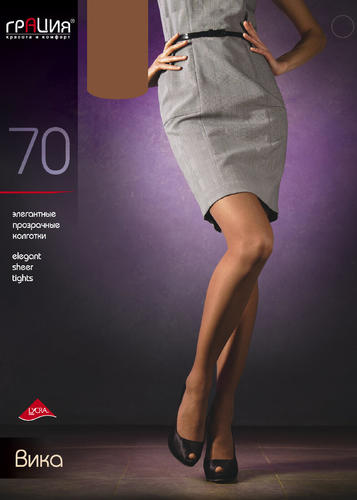 ГРАЦИЯ®
красота и комфорт
70
элегантные
прозрачные
колготки
elegant
sheer
tights
LYCRA
Вика